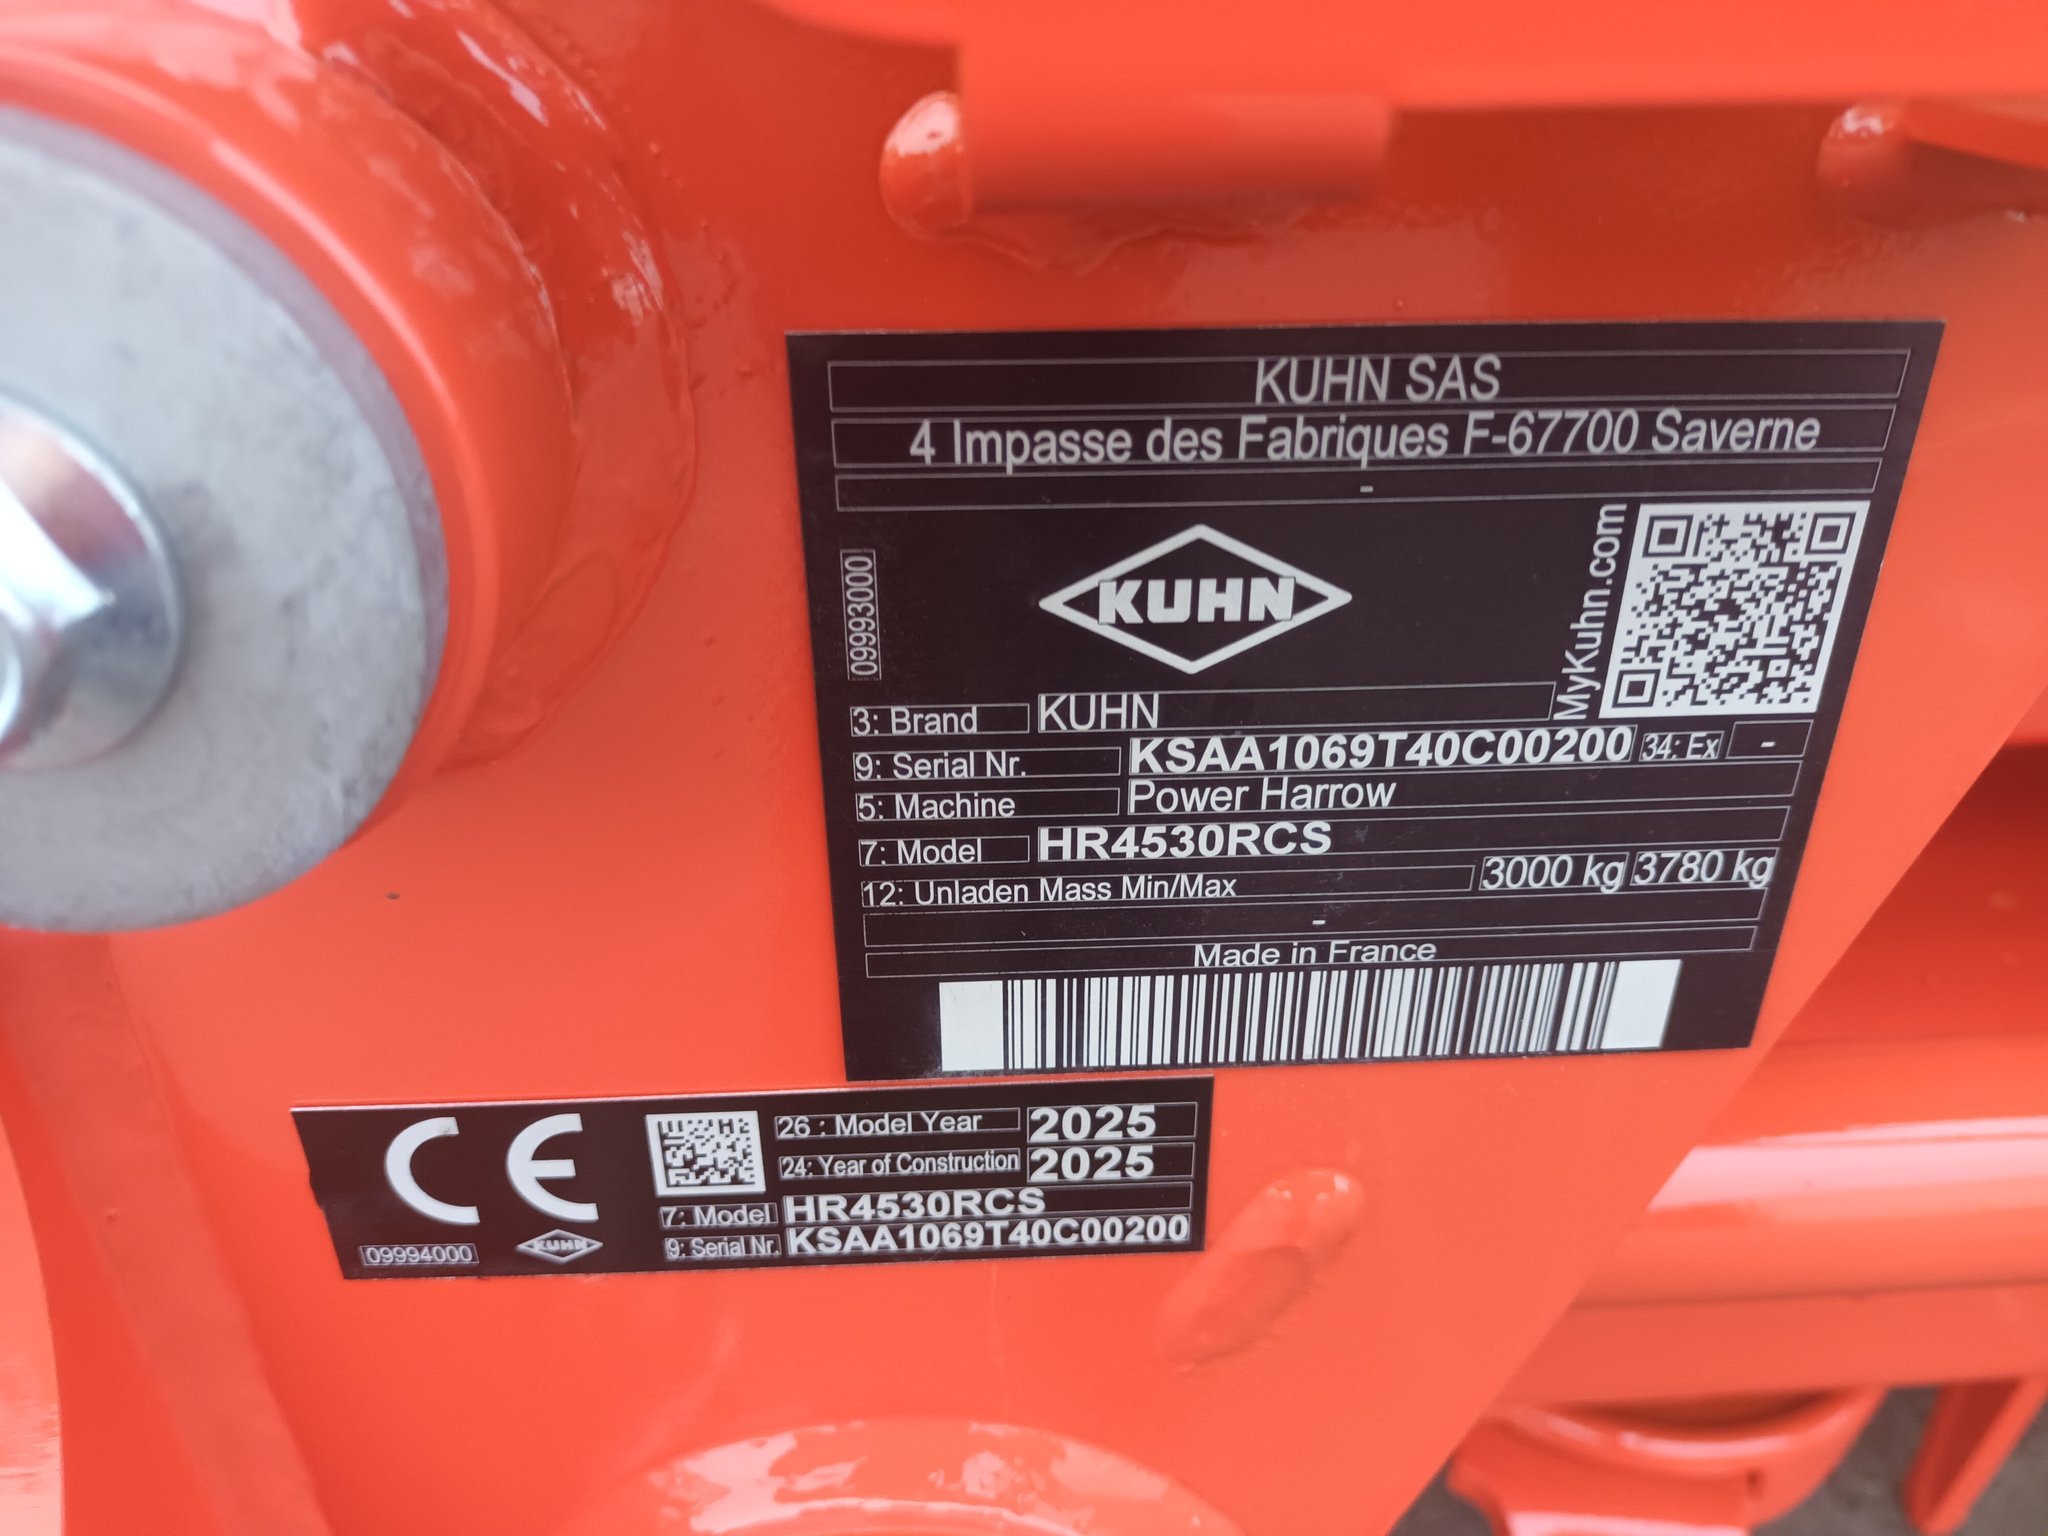 KUHN SAS
4 Impasse des Fabriques F-67700 Saverne
-
09993000
KUHN
MyKuhn.com
3: Brand KUHN
9: Serial Nr. KSAA1069T40C00200 34: Ex -
5: Machine Power Harrow
7: Model HR4530RCS
12: Unladen Mass Min/Max 3000 kg 3780 kg
-
Made in France
CE
26 : Model Year 2025
24: Year of Construction 2025
7: Model HR4530RCS
9: Serial Nr. KSAA1069T40C00200
09994000
KUHN